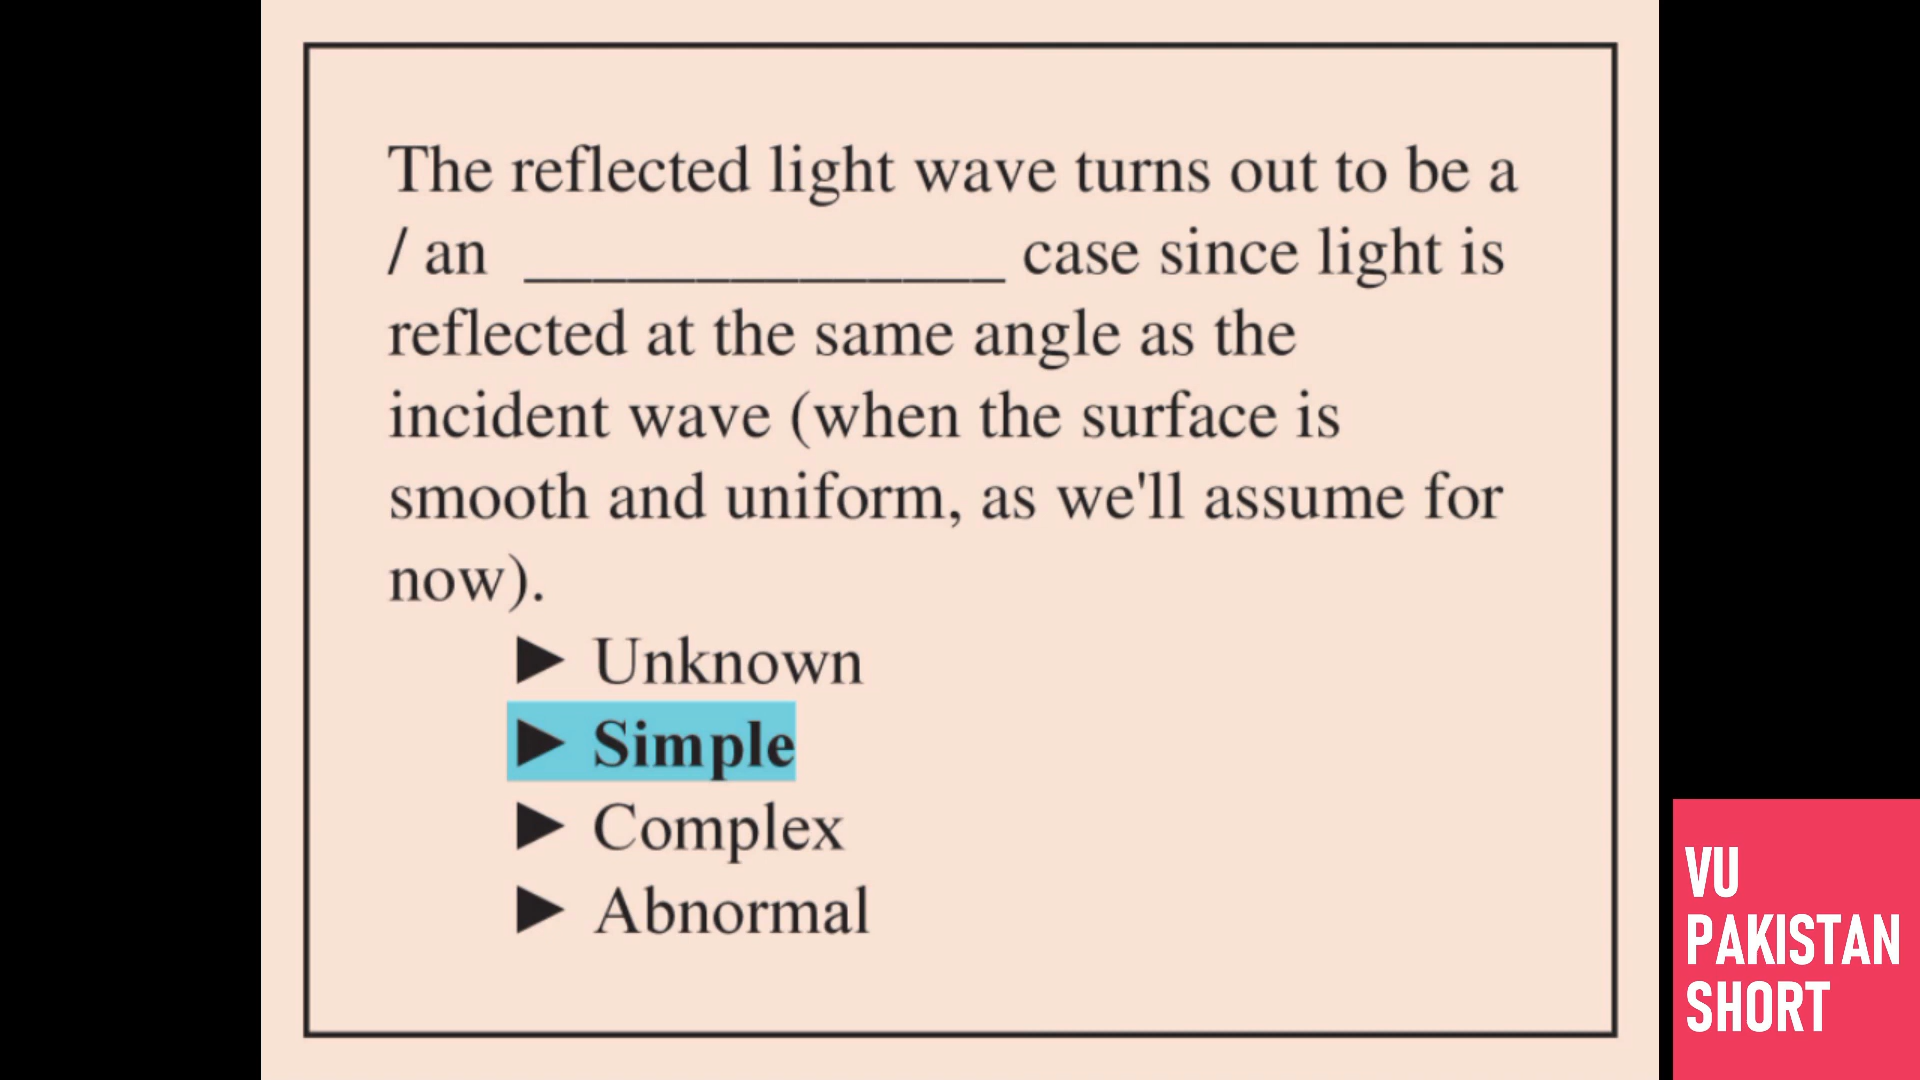 The reflected light wave turns out to be a
/ an ______________ case since light is
reflected at the same angle as the
incident wave (when the surface is
smooth and uniform, as we'll assume for
now).
► Unknown
► Simple
► Complex
► Abnormal
VU
PAKISTAN
SHORT